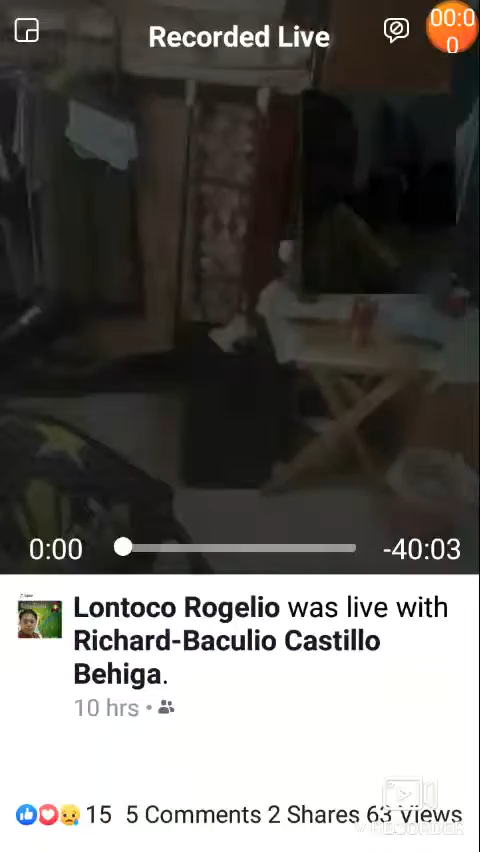 Recorded Live
00:0
0
0:00
-40:03
Lontoco Rogelio was live with
Richard-Baculio Castillo
Behiga.
10 hrs •
15 5 Comments 2 Shares 63 Views
RECORDER